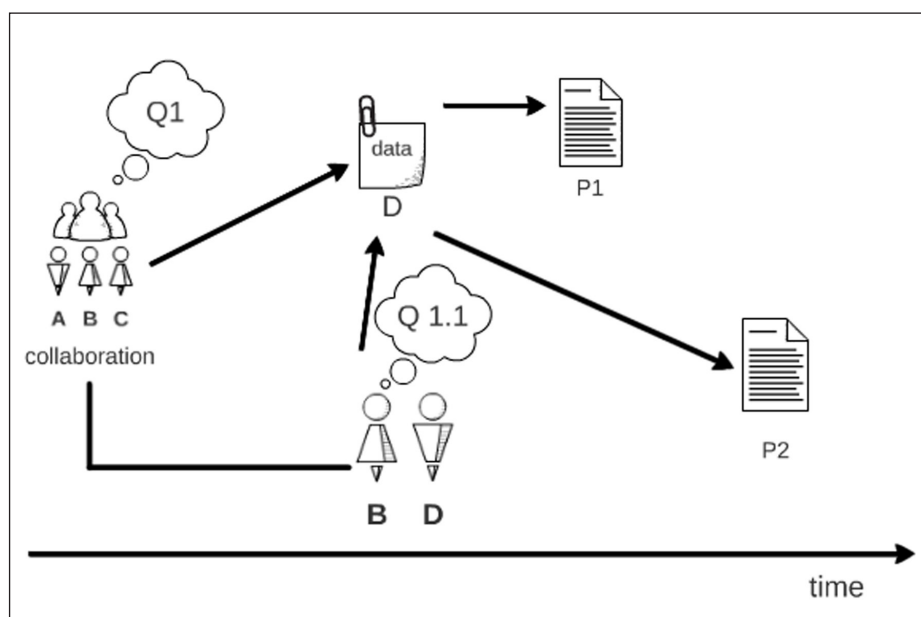 Q1
data
D
P1
A B C
collaboration
Q 1.1
B D
P2
time